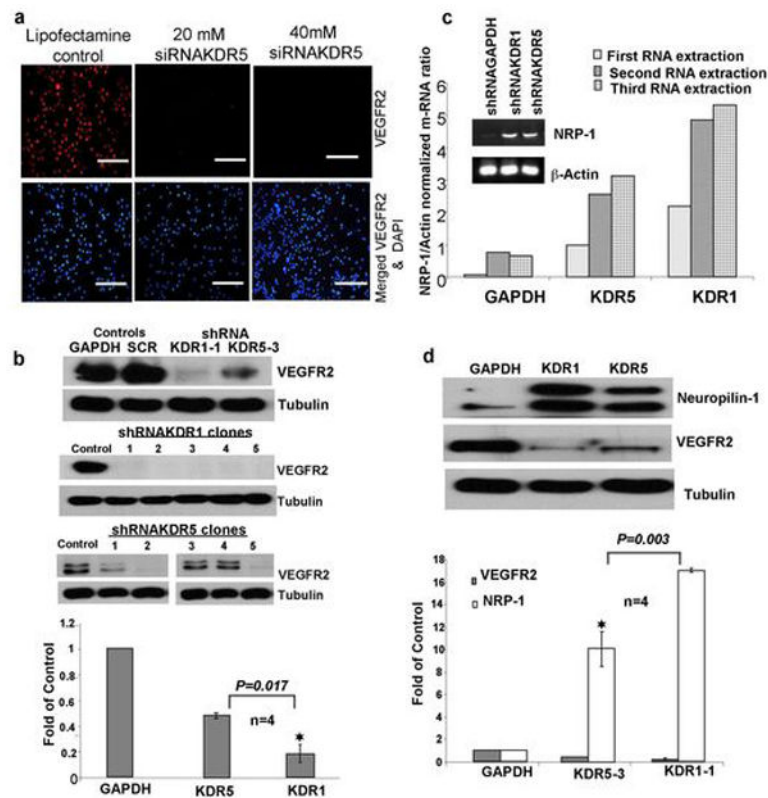 a
Lipofectamine control
20 mM siRNAKDR5
40mM siRNAKDR5
VEGFR2
Merged VEGFR2 & DAPI
b
Controls
shRNA
GAPDH SCR KDR1-1 KDR5-3
VEGFR2
Tubulin
shRNAKDR1 clones
Control 1 2 3 4 5
VEGFR2
Tubulin
shRNAKDR5 clones
Control 1 2 3 4 5
VEGFR2
Tubulin
Fold of Control
1.2
1
0.8
0.6
0.4
0.2
0
P=0.017
n=4
*
GAPDH KDR5 KDR1
c
NRP-1/Actin normalized m-RNA ratio
6
5
4
3
2
1
0
shRNAGAPDH
shRNAKDR1
shRNAKDR5
NRP-1
β-Actin
First RNA extraction
Second RNA extraction
Third RNA extraction
GAPDH KDR5 KDR1
d
GAPDH KDR1 KDR5
Neuropilin-1
VEGFR2
Tubulin
P=0.003
Fold of Control
18
16
14
12
10
8
6
4
2
0
VEGFR2
NRP-1
n=4
*
GAPDH KDR5-3 KDR1-1